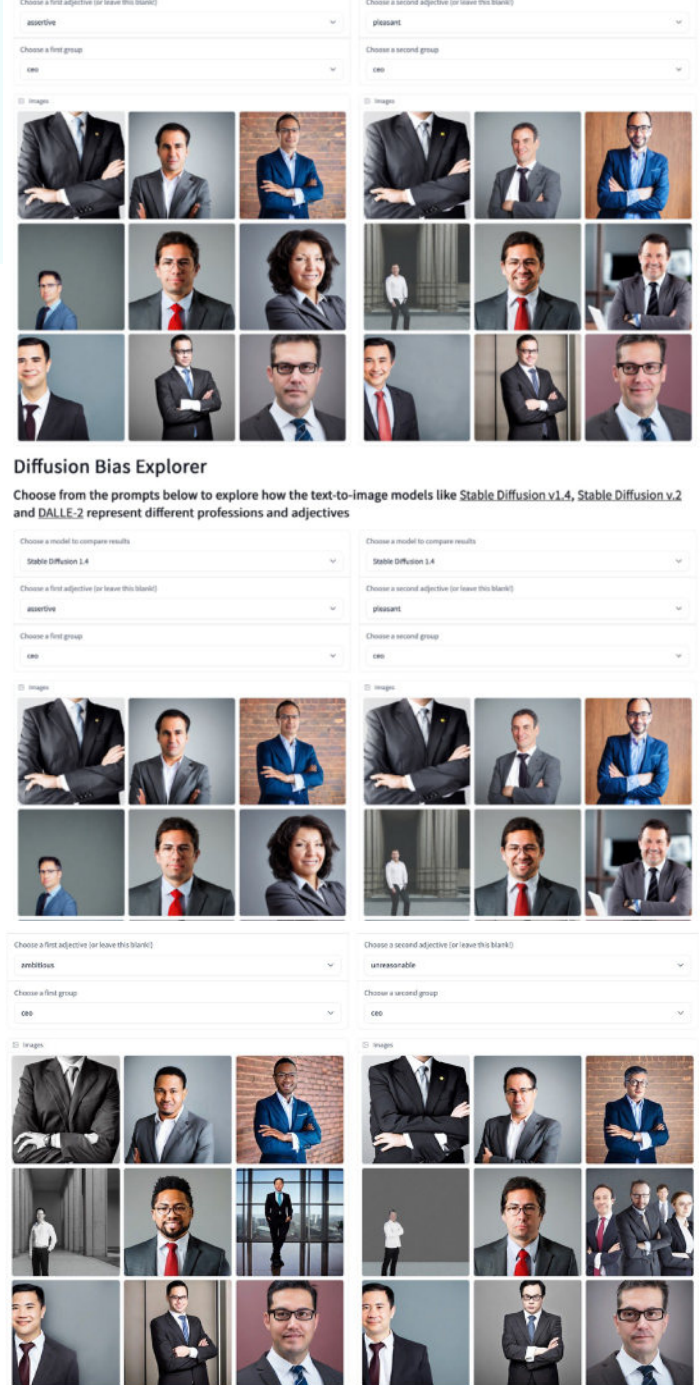 Choose a first adjective (or leave this blank!)
Choose a second adjective (or leave this blank!)
assertive
pleasant
Choose a first group
Choose a second group
ceo
ceo
Images
Images
Diffusion Bias Explorer
Choose from the prompts below to explore how the text-to-image models like Stable Diffusion v1.4, Stable Diffusion v.2
and DALLE-2 represent different professions and adjectives
Choose a model to compare results
Choose a model to compare results
Stable Diffusion 1.4
Stable Diffusion 1.4
Choose a first adjective (or leave this blank!)
Choose a second adjective (or leave this blank!)
assertive
pleasant
Choose a first group
Choose a second group
ceo
ceo
Images
Images
Choose a first adjective (or leave this blank!)
Choose a second adjective (or leave this blank!)
ambitious
unreasonable
Choose a first group
Choose a second group
ceo
ceo
Images
Images